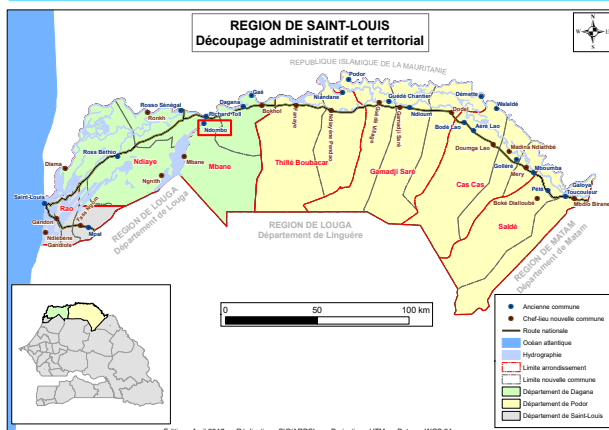 REGION DE SAINT-LOUIS
Découpage administratif et territorial
N
S
REPUBLIQUE ISLAMIQUE DE LA MAURITANIE
Podor
Gaé
Niandane
Guédé Chantier
Démette
Walaldé
Dagana
Bokhol
Rosso Sénégal
Ronkh
Richard Toll
Ndombo
Ndioum
Dodel
Bodé Lao
Aéré Lao
Ross Béthio
Ndiaye
Mbane
Mbane
Thillé Boubacar
Gamadji Saré
Doumga Lao
Madina Ndiathbé
Golléré
Mery
Mboumba
Diama
Ngnith
Cas Cas
Pété
Galoya
Toucouleur
Mbolo Birane
Boké Dialloubé
Saldé
Saint-Louis
Rao
Gandon
Ndiébène
Gandiole
Mpal
REGION DE LOUGA
Département de Louga
REGION DE LOUGA
Département de Linguère
REGION DE MATAM
Département de Matam
0
50
100 km
Ancienne commune
Chef-lieu nouvelle commune
Route nationale
Océan atlantique
Hydrographie
Limite arrondissement
Limite nouvelle commune
Département de Dagana
Département de Podor
Département de Saint-Louis